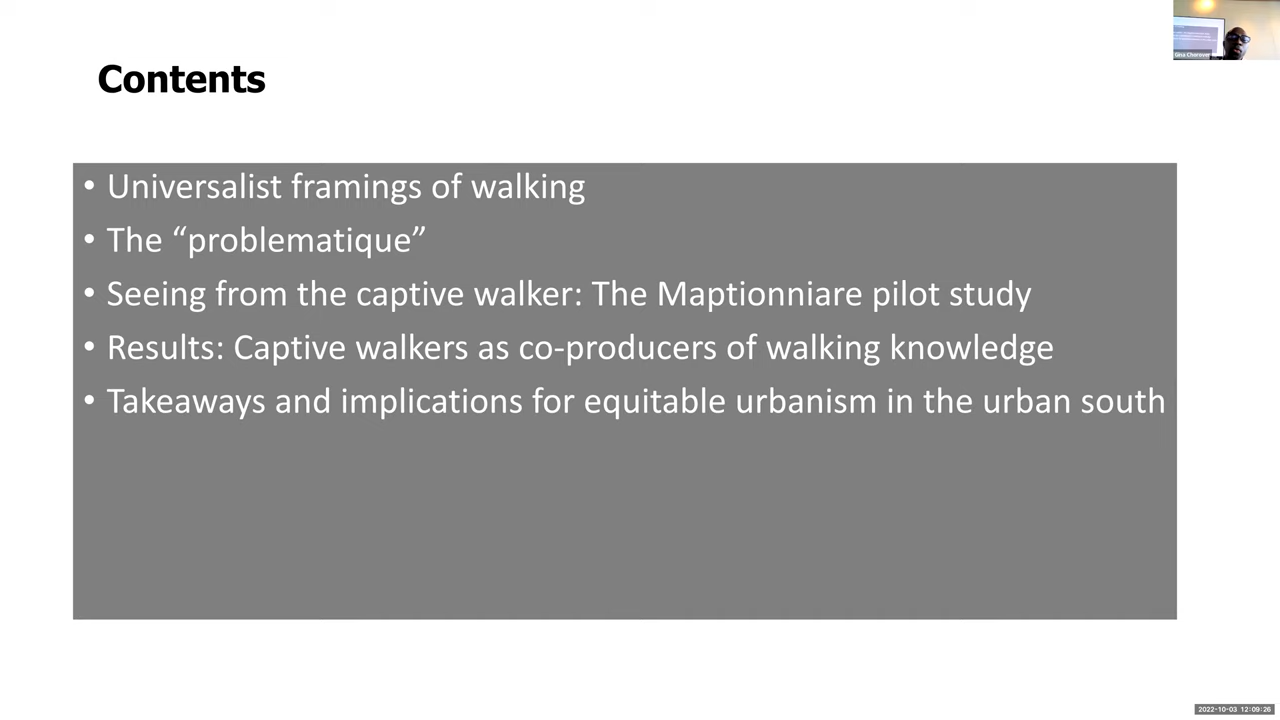 Contents
• Universalist framings of walking
• The “problematique”
• Seeing from the captive walker: The Maptionniare pilot study
• Results: Captive walkers as co-producers of walking knowledge
• Takeaways and implications for equitable urbanism in the urban south
Gina Chorover
2022-10-03 12:09:26